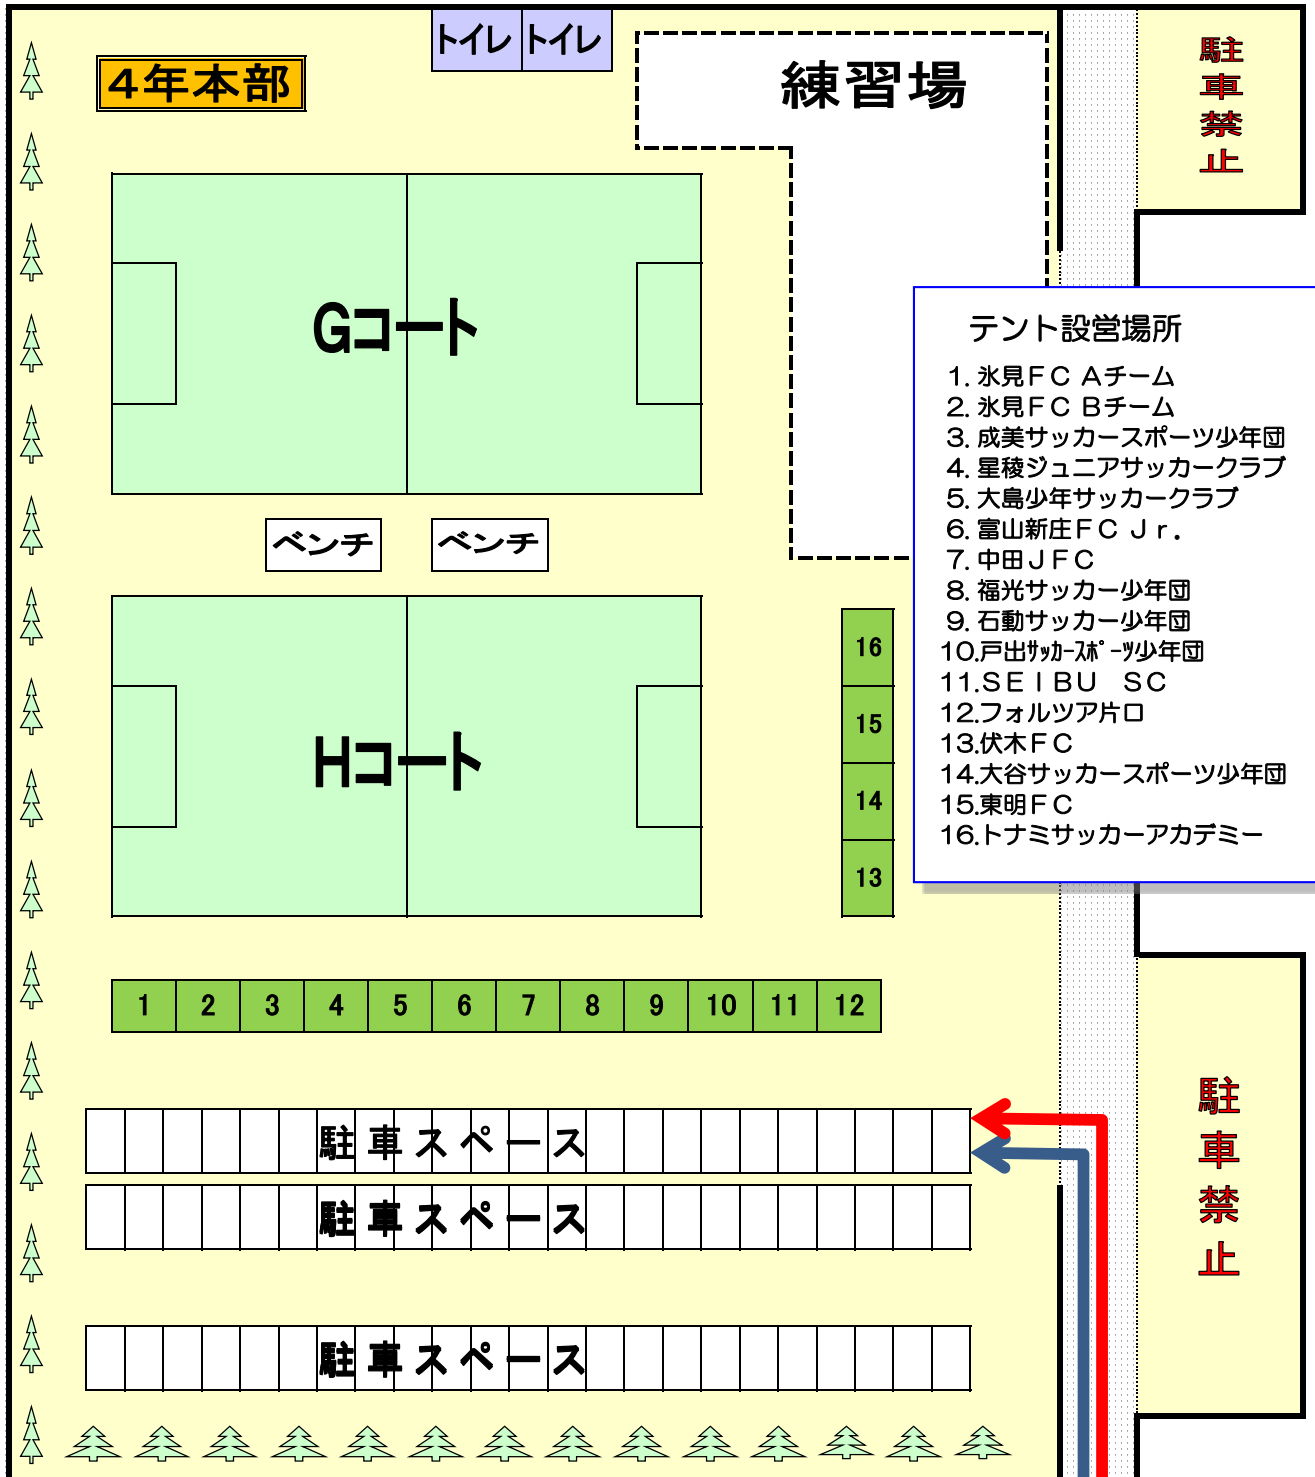 トイレ トイレ
4年本部
練習場
駐車禁止
Gコート
テント設営場所
1. 氷見FC Aチーム
2. 氷見FC Bチーム
3. 成美サッカースポーツ少年団
4. 星稜ジュニアサッカークラブ
5. 大島少年サッカークラブ
6. 富山新庄FC Jr.
7. 中田JFC
8. 福光サッカー少年団
9. 石動サッカー少年団
10.戸出ｻｯｶｰｽﾎﾟｰﾂ少年団
11.SEIBU SC
12.フォルツア片口
13.伏木FC
14.大谷サッカースポーツ少年団
15.東明FC
16.トナミサッカーアカデミー
ベンチ ベンチ
Hコート
16
15
14
13
1 2 3 4 5 6 7 8 9 10 11 12
駐車スペース
駐車スペース
駐車スペース
駐車禁止